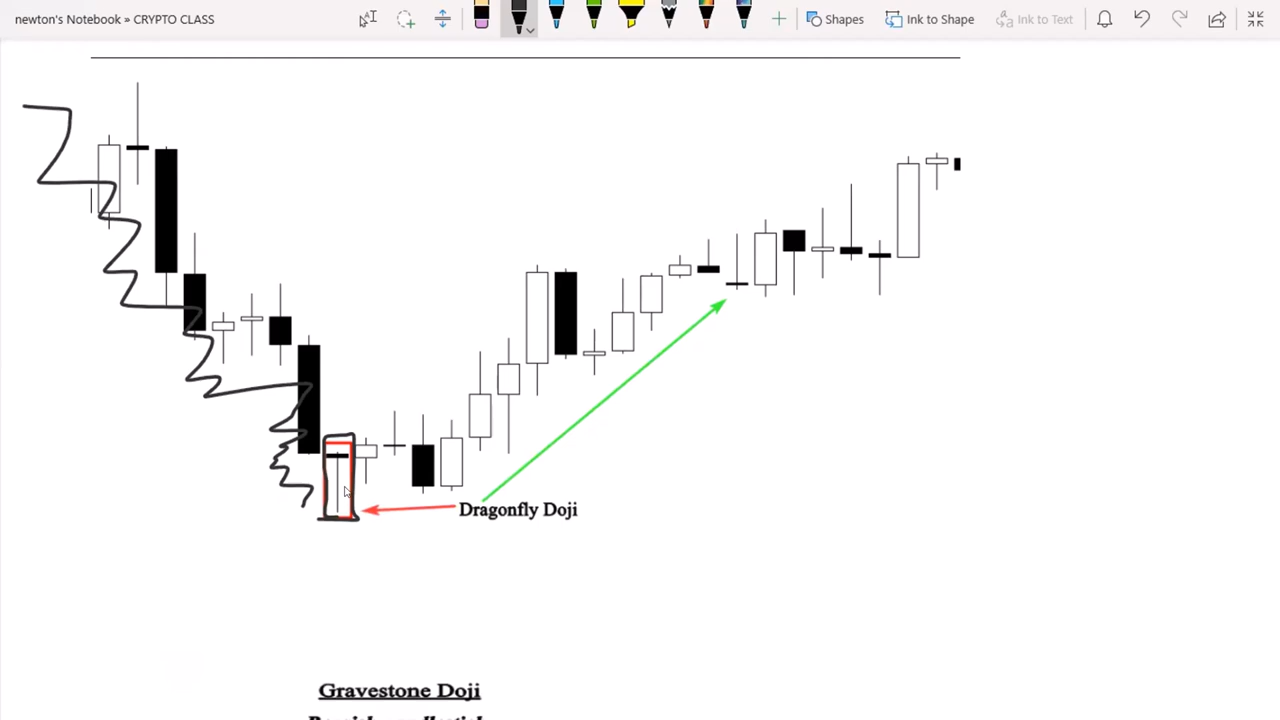 newton's Notebook » CRYPTO CLASS
Shapes
Ink to Shape
Ink to Text
Dragonfly Doji
Gravestone Doji